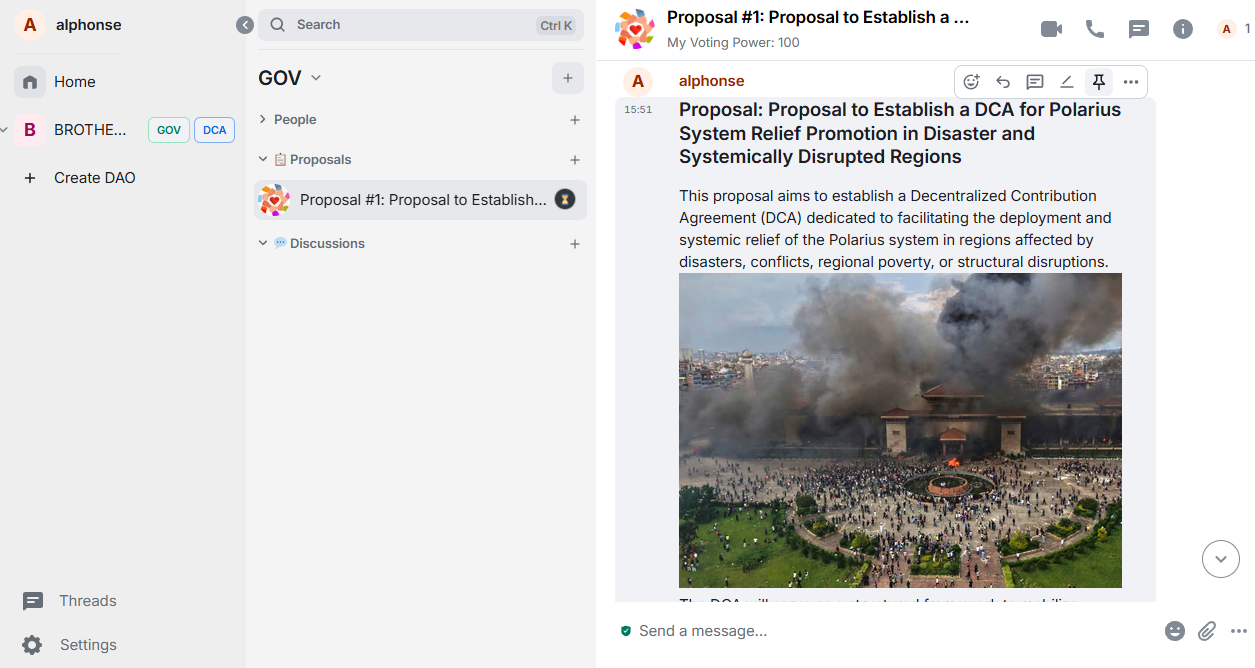 A alphonse
Home
B BROTHE... GOV DCA
Create DAO
Threads
Settings
Search Ctrl K
GOV
People
Proposals
Proposal #1: Proposal to Establish...
Discussions
Proposal #1: Proposal to Establish a ...
My Voting Power: 100
A 1
A alphonse
15:51
Proposal: Proposal to Establish a DCA for Polarius
System Relief Promotion in Disaster and
Systemically Disrupted Regions
This proposal aims to establish a Decentralized Contribution
Agreement (DCA) dedicated to facilitating the deployment and
systemic relief of the Polarius system in regions affected by
disasters, conflicts, regional poverty, or structural disruptions.
Send a message...